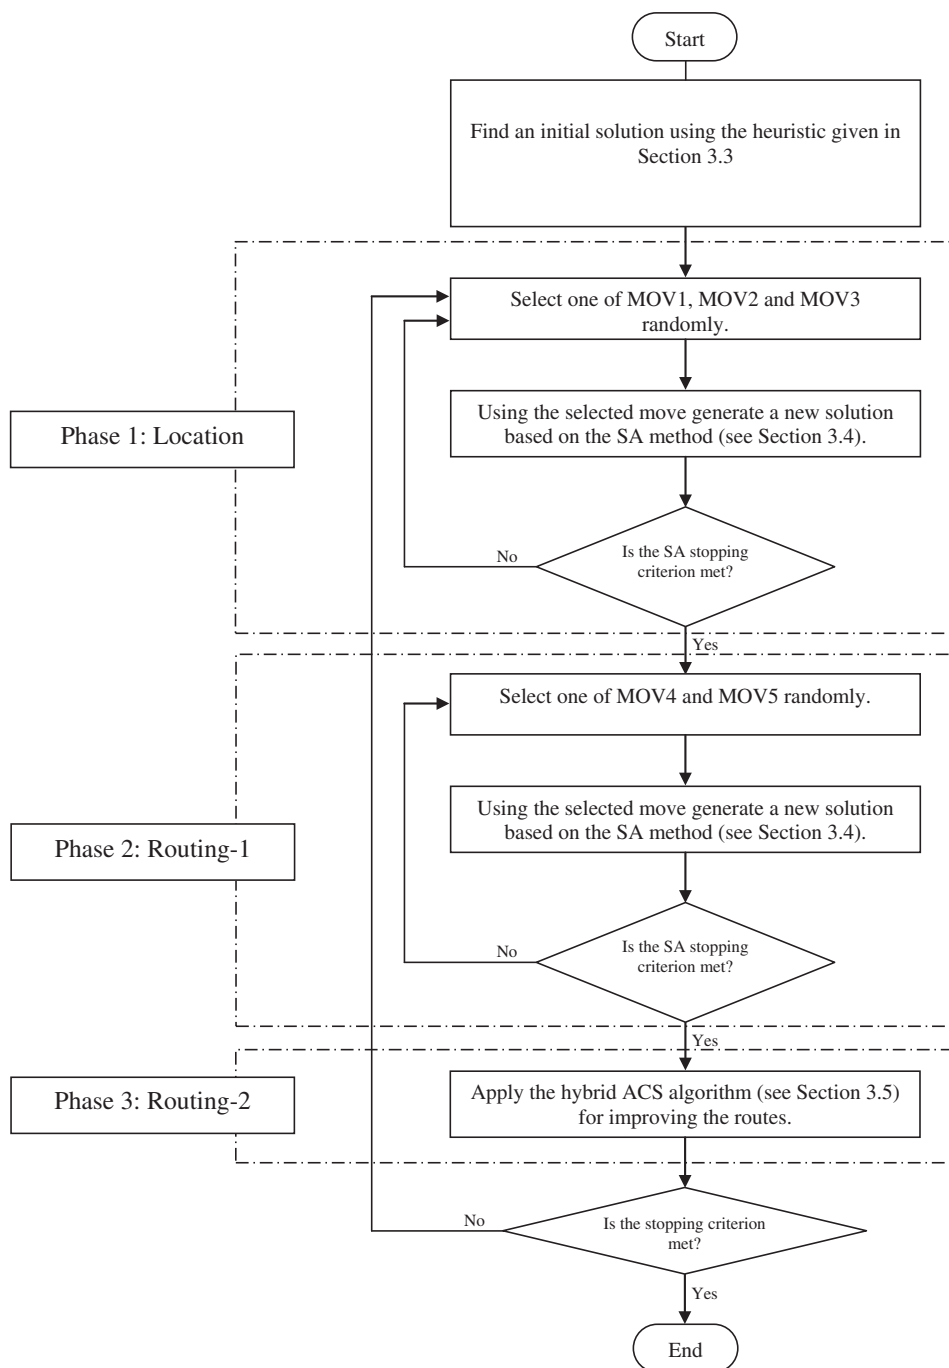 Start
Find an initial solution using the heuristic given in
Section 3.3
Select one of MOV1, MOV2 and MOV3
randomly.
Phase 1: Location
Using the selected move generate a new solution
based on the SA method (see Section 3.4).
No
Is the SA stopping
criterion met?
Yes
Select one of MOV4 and MOV5 randomly.
Phase 2: Routing-1
Using the selected move generate a new solution
based on the SA method (see Section 3.4).
No
Is the SA stopping
criterion met?
Yes
Phase 3: Routing-2
Apply the hybrid ACS algorithm (see Section 3.5)
for improving the routes.
No
Is the stopping criterion
met?
Yes
End